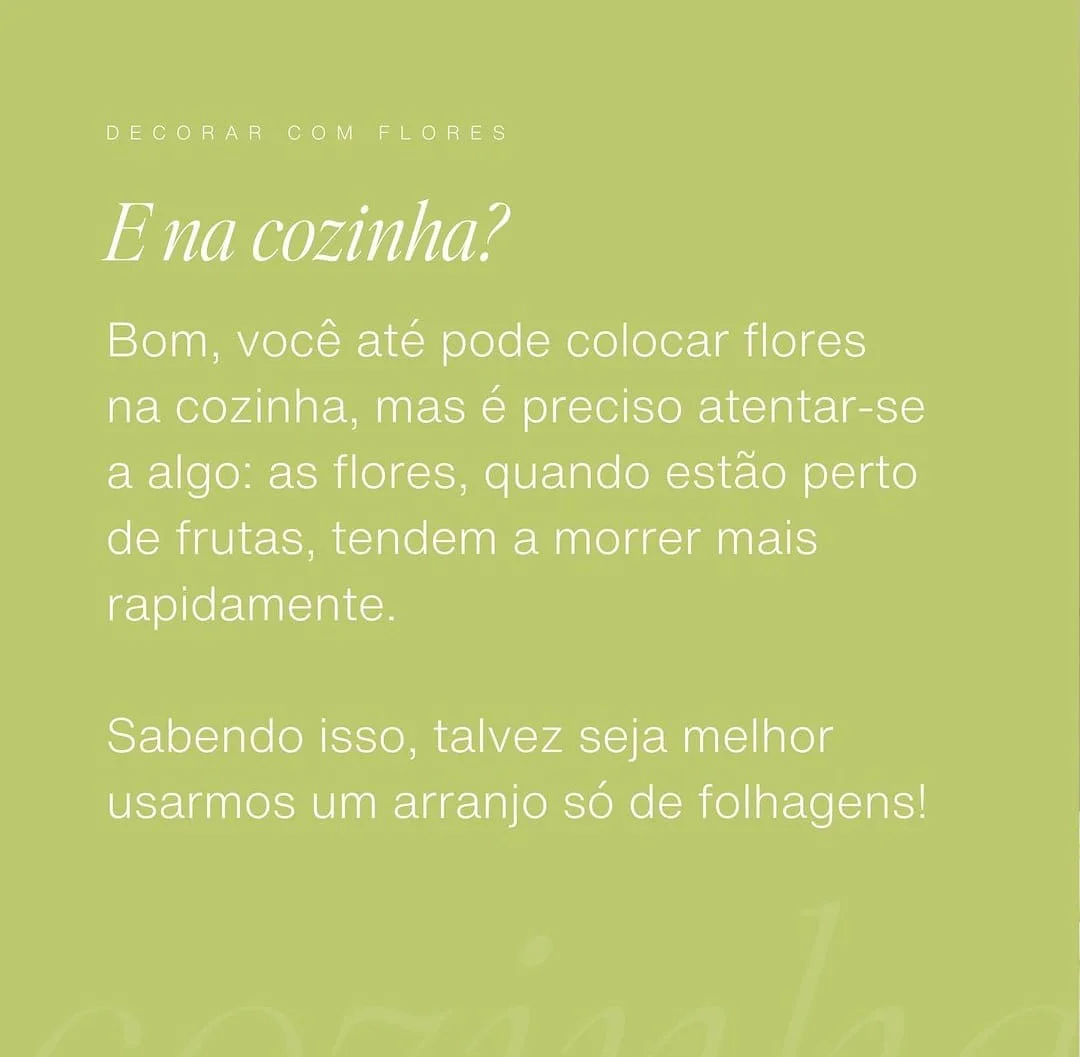 DECORAR COM FLORES
E na cozinha?
Bom, você até pode colocar flores
na cozinha, mas é preciso atentar-se
a algo: as flores, quando estão perto
de frutas, tendem a morrer mais
rapidamente.
Sabendo isso, talvez seja melhor
usarmos um arranjo só de folhagens!
cozinha